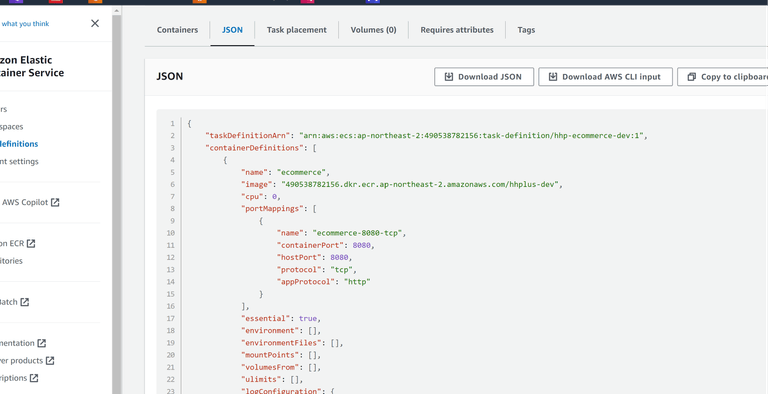 what you think
zon Elastic
tainer Service
rs
spaces
definitions
nt settings
AWS Copilot
on ECR
itories
Batch
mentation
er products
riptions
Containers
JSON
Task placement
Volumes (0)
Requires attributes
Tags
JSON
Download JSON
Download AWS CLI input
Copy to clipboard
1 {
2 "taskDefinitionArn": "arn:aws:ecs:ap-northeast-2:490538782156:task-definition/hhp-ecommerce-dev:1",
3 "containerDefinitions": [
4 {
5 "name": "ecommerce",
6 "image": "490538782156.dkr.ecr.ap-northeast-2.amazonaws.com/hhplus-dev",
7 "cpu": 0,
8 "portMappings": [
9 {
10 "name": "ecommerce-8080-tcp",
11 "containerPort": 8080,
12 "hostPort": 8080,
13 "protocol": "tcp",
14 "appProtocol": "http"
15 }
16 ],
17 "essential": true,
18 "environment": [],
19 "environmentFiles": [],
20 "mountPoints": [],
21 "volumesFrom": [],
22 "ulimits": [],
23 "logConfiguration": {